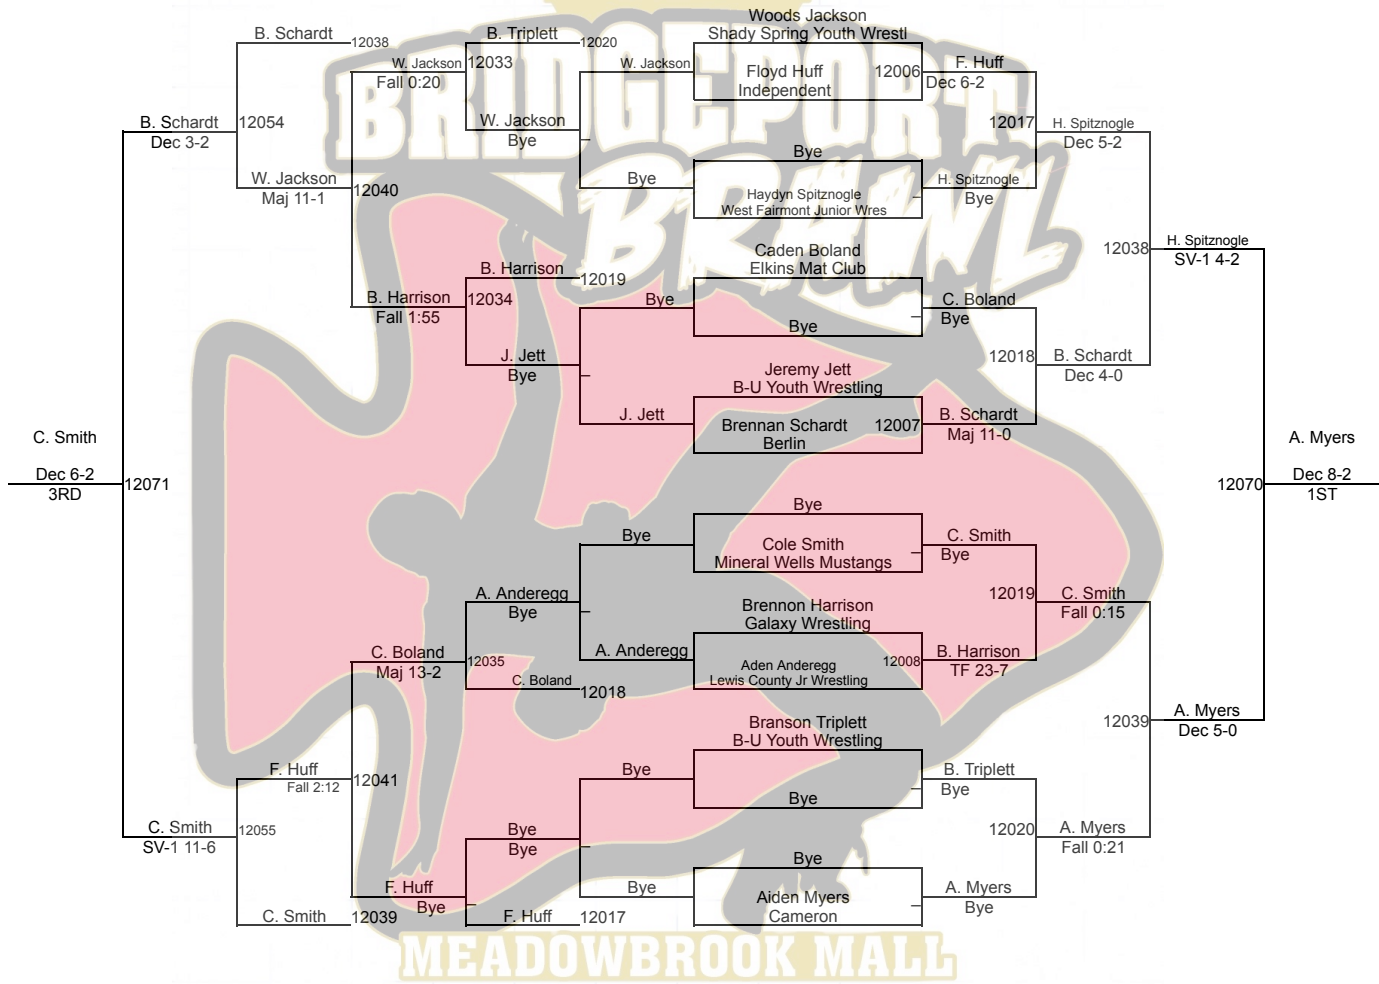 Woods Jackson
B. Schardt
12038
B. Triplett
12020
Shady Spring Youth Wrestl
W. Jackson
12033
W. Jackson
Floyd Huff
12006
F. Huff
Fall 0:20
Independent
Dec 6-2
B. Schardt
12054
W. Jackson
12017
H. Spitznogle
Dec 3-2
Bye
Bye
Dec 5-2
W. Jackson
12040
Bye
Haydyn Spitznogle
H. Spitznogle
Maj 11-1
West Fairmont Junior Wres
Bye
Caden Boland
12038
H. Spitznogle
B. Harrison
12019
Elkins Mat Club
SV-1 4-2
B. Harrison
12034
Bye
C. Boland
Fall 1:55
Bye
Bye
J. Jett
Jeremy Jett
12018
B. Schardt
Bye
B-U Youth Wrestling
Dec 4-0
J. Jett
Brennan Schardt
12007
B. Schardt
Berlin
Maj 11-0
C. Smith
A. Myers
Dec 6-2
12071
12070
Dec 8-2
3RD
1ST
Bye
Bye
Cole Smith
C. Smith
Mineral Wells Mustangs
Bye
A. Anderegg
Brennon Harrison
12019
C. Smith
Bye
Galaxy Wrestling
Fall 0:15
C. Boland
12035
A. Anderegg
Aden Anderegg
12008
B. Harrison
Maj 13-2
C. Boland
12018
Lewis County Jr Wrestling
TF 23-7
Branson Triplett
12039
A. Myers
B-U Youth Wrestling
Dec 5-0
F. Huff
12041
Bye
B. Triplett
Fall 2:12
Bye
Bye
C. Smith
12055
Bye
12020
A. Myers
SV-1 11-6
Bye
Bye
Fall 0:21
F. Huff
Bye
Aiden Myers
A. Myers
Bye
Cameron
Bye
C. Smith
12039
F. Huff
12017
BRIDGEPORT
BRAWL
MEADOWBROOK MALL